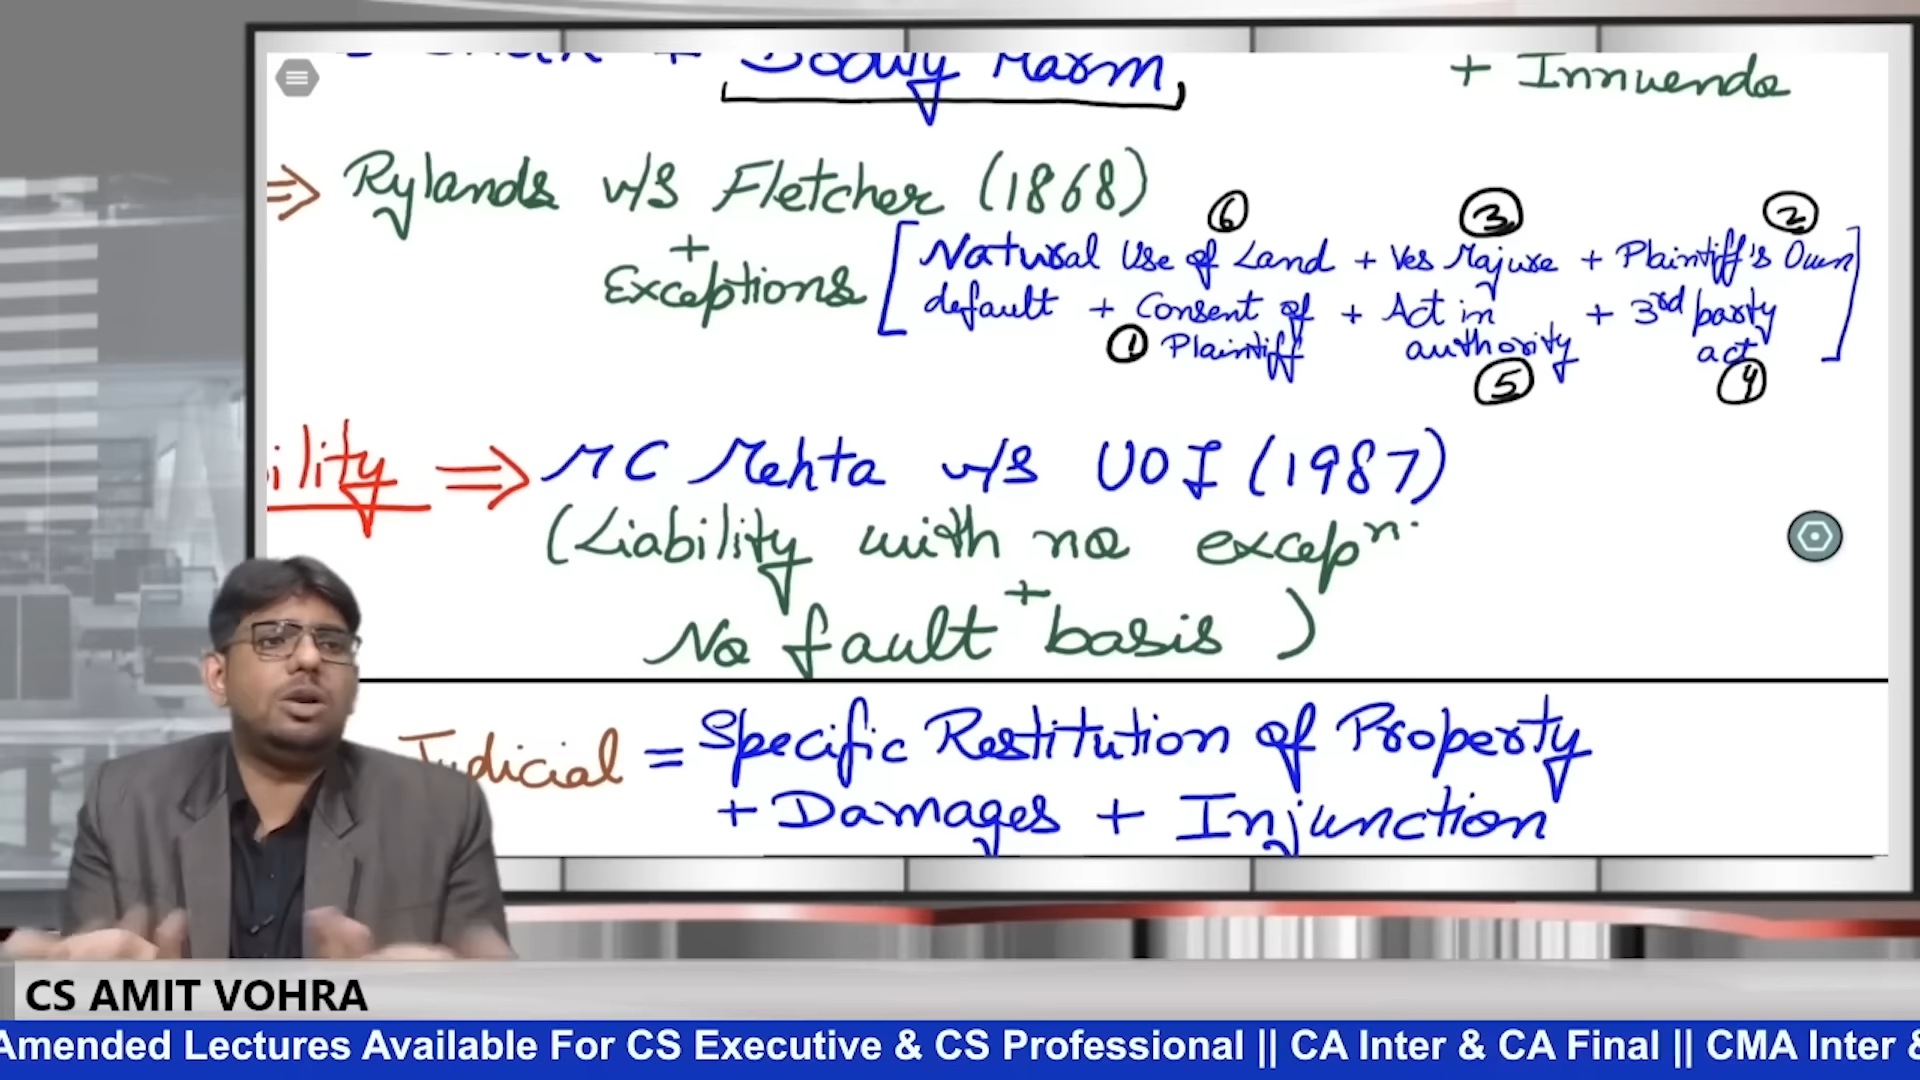 + Bodily Harm
+ Innuendo
⇒ Rylands v/s Fletcher (1868)
+
Exceptions
⑥ ③ ②
[Natural Use of Land + Ves Majure + Plaintiff's Own
default + Consent of + Act in + 3rd party
① Plaintiff authority act]
⑤ ④
ility ⇒ MC Mehta v/s UOI (1987)
(Liability with no excepn.
+
No fault basis)
Judicial = Specific Restitution of Property
+ Damages + Injunction
CS AMIT VOHRA
Amended Lectures Available For CS Executive & CS Professional || CA Inter & CA Final || CMA Inter &